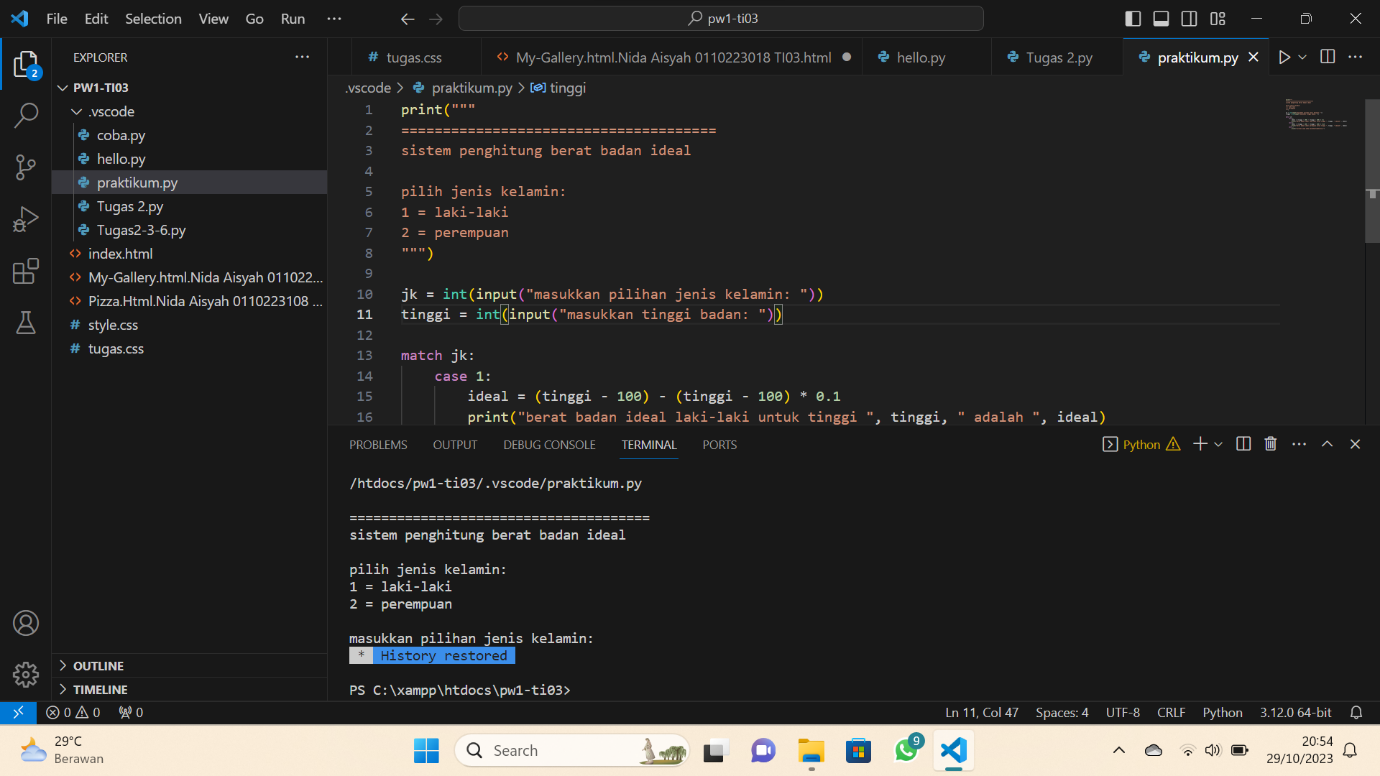 File Edit Selection View Go Run ··· pw1-ti03
EXPLORER ···
tugas.css My-Gallery.html.Nida Aisyah 0110223018 TI03.html hello.py Tugas 2.py praktikum.py
PW1-TI03
.vscode
coba.py
hello.py
praktikum.py
Tugas 2.py
Tugas2-3-6.py
index.html
My-Gallery.html.Nida Aisyah 011022...
Pizza.Html.Nida Aisyah 0110223108 ...
style.css
tugas.css
OUTLINE
TIMELINE
.vscode > praktikum.py > tinggi
1 print("""
2 ======================================
3 sistem penghitung berat badan ideal
4
5 pilih jenis kelamin:
6 1 = laki-laki
7 2 = perempuan
8 """)
9
10 jk = int(input("masukkan pilihan jenis kelamin: "))
11 tinggi = int(input("masukkan tinggi badan: "))
12
13 match jk:
14 case 1:
15 ideal = (tinggi - 100) - (tinggi - 100) * 0.1
16 print("berat badan ideal laki-laki untuk tinggi ", tinggi, " adalah ", ideal)
PROBLEMS OUTPUT DEBUG CONSOLE TERMINAL PORTS Python
/htdocs/pw1-ti03/.vscode/praktikum.py
======================================
sistem penghitung berat badan ideal
pilih jenis kelamin:
1 = laki-laki
2 = perempuan
masukkan pilihan jenis kelamin:
* History restored
PS C:\xampp\htdocs\pw1-ti03>
0 0 0 Ln 11, Col 47 Spaces: 4 UTF-8 CRLF Python 3.12.0 64-bit
29°C
Berawan
Search
9
20:54
29/10/2023
2